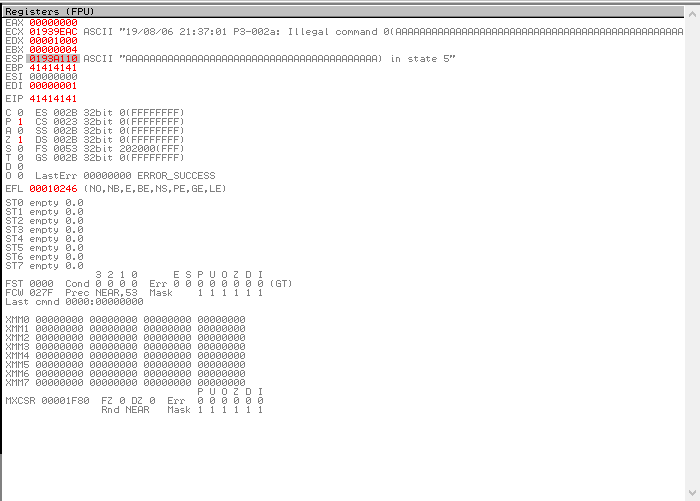 Registers (FPU)
EAX 00000000
ECX 01939EAC ASCII "19/08/06 21:37:01 P3-002a: Illegal command 0(AAAAAAAAAAAAAAAAAAAAAAAAAAAAAAAAAAAAAAAAAAAAAAAA
EDX 00001000
EBX 00000004
ESP 0193A110 ASCII "AAAAAAAAAAAAAAAAAAAAAAAAAAAAAAAAAAAAAAAAAA) in state 5"
EBP 41414141
ESI 00000000
EDI 00000001
EIP 41414141
C 0 ES 002B 32bit 0(FFFFFFFF)
P 1 CS 0023 32bit 0(FFFFFFFF)
A 0 SS 002B 32bit 0(FFFFFFFF)
Z 1 DS 002B 32bit 0(FFFFFFFF)
S 0 FS 0053 32bit 202000(FFF)
T 0 GS 002B 32bit 0(FFFFFFFF)
D 0
O 0 LastErr 00000000 ERROR_SUCCESS
EFL 00010246 (NO,NB,E,BE,NS,PE,GE,LE)
ST0 empty 0.0
ST1 empty 0.0
ST2 empty 0.0
ST3 empty 0.0
ST4 empty 0.0
ST5 empty 0.0
ST6 empty 0.0
ST7 empty 0.0
3 2 1 0 E S P U O Z D I
FST 0000 Cond 0 0 0 0 Err 0 0 0 0 0 0 0 0 (GT)
FCW 027F Prec NEAR,53 Mask 1 1 1 1 1 1
Last cmnd 0000:00000000
XMM0 00000000 00000000 00000000 00000000
XMM1 00000000 00000000 00000000 00000000
XMM2 00000000 00000000 00000000 00000000
XMM3 00000000 00000000 00000000 00000000
XMM4 00000000 00000000 00000000 00000000
XMM5 00000000 00000000 00000000 00000000
XMM6 00000000 00000000 00000000 00000000
XMM7 00000000 00000000 00000000 00000000
P U O Z D I
MXCSR 00001F80 FZ 0 DZ 0 Err 0 0 0 0 0 0
Rnd NEAR Mask 1 1 1 1 1 1